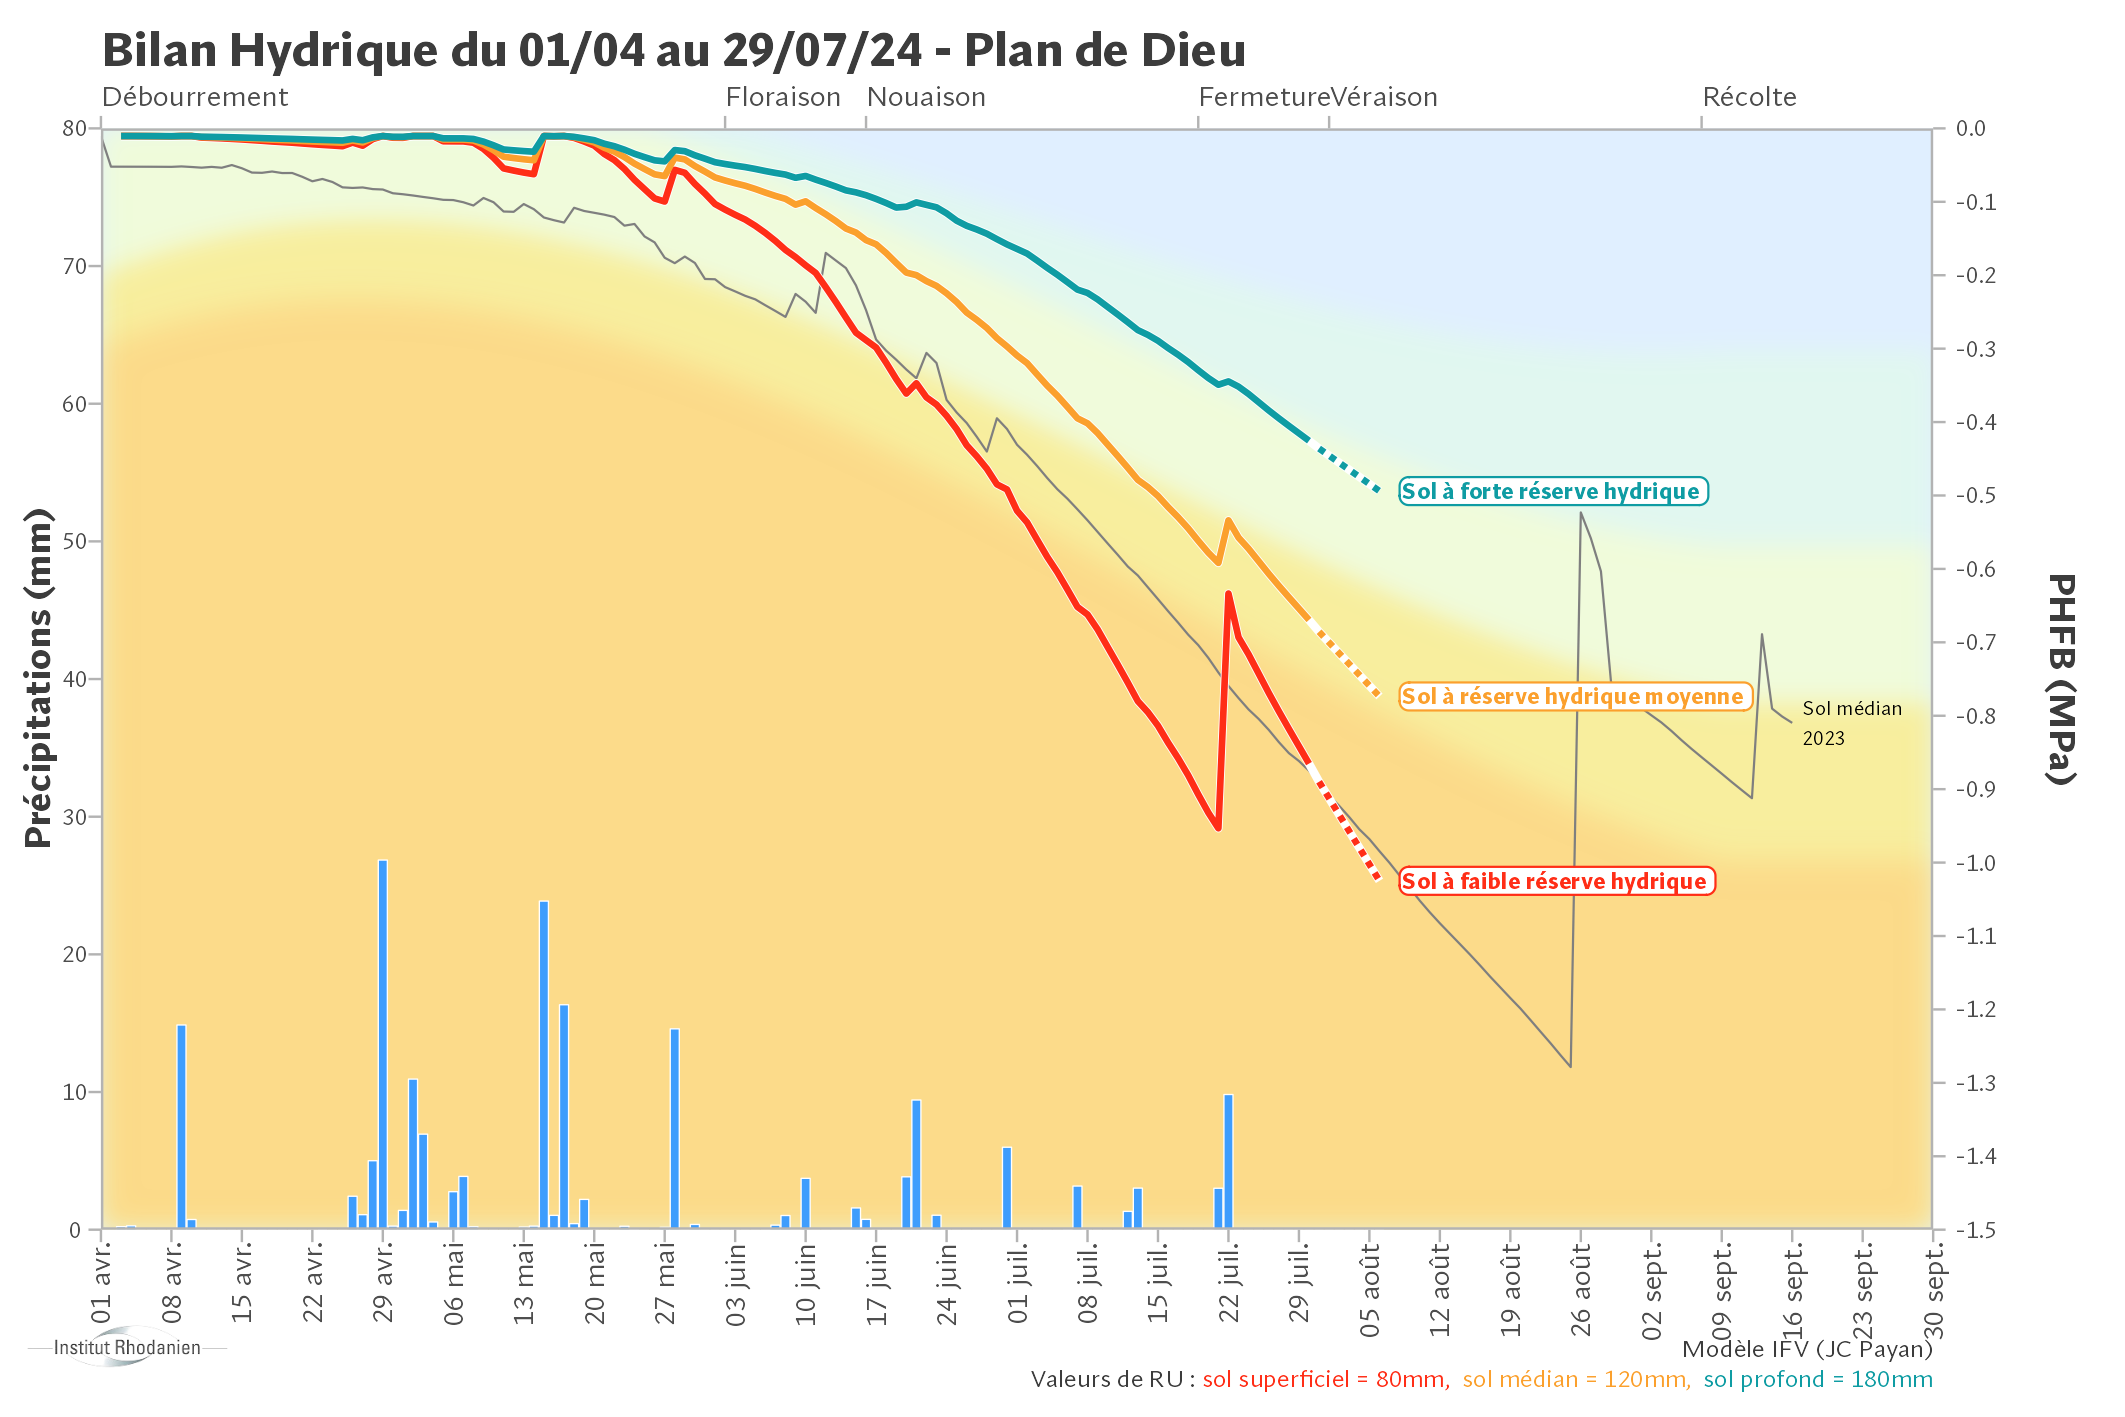 Bilan Hydrique du 01/04 au 29/07/24 - Plan de Dieu
Débourrement Floraison Nouaison Fermeture Véraison Récolte
Précipitations (mm)
80
70
60
50
40
30
20
10
0
0.0
-0.1
-0.2
-0.3
-0.4
-0.5
-0.6
-0.7
-0.8
-0.9
-1.0
-1.1
-1.2
-1.3
-1.4
-1.5
PHFB (MPa)
Sol à forte réserve hydrique
Sol à réserve hydrique moyenne
Sol médian
2023
Sol à faible réserve hydrique
01 avr.
08 avr.
15 avr.
22 avr.
29 avr.
06 mai
13 mai
20 mai
27 mai
03 juin
10 juin
17 juin
24 juin
01 juil.
08 juil.
15 juil.
22 juil.
29 juil.
05 août
12 août
19 août
26 août
02 sept.
09 sept.
16 sept.
23 sept.
30 sept.
Institut Rhodanien
Modèle IFV (JC Payan)
Valeurs de RU : sol superficiel = 80mm, sol médian = 120mm, sol profond = 180mm